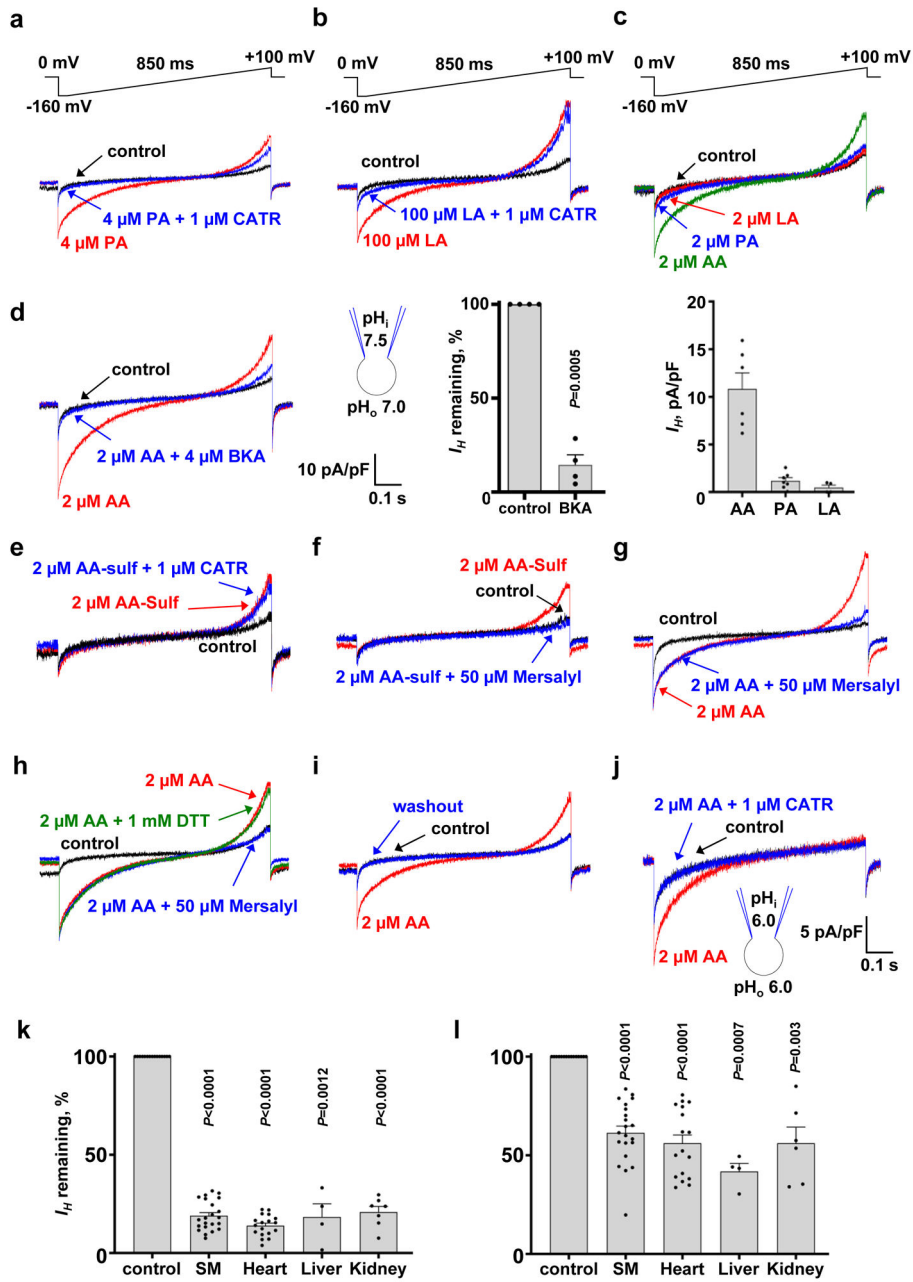 a
0 mV
850 ms
+100 mV
-160 mV
control
4 µM PA + 1 µM CATR
4 µM PA
b
0 mV
850 ms
+100 mV
-160 mV
control
100 µM LA + 1 µM CATR
100 µM LA
c
0 mV
850 ms
+100 mV
-160 mV
control
2 µM LA
2 µM PA
2 µM AA
d
control
2 µM AA + 4 µM BKA
2 µM AA
pHi
7.5
pHo 7.0
10 pA/pF
0.1 s
IH remaining, %
100
50
0
P=0.0005
control BKA
IH, pA/pF
20
15
10
5
0
AA PA LA
e
2 µM AA-sulf + 1 µM CATR
2 µM AA-Sulf
control
f
2 µM AA-Sulf
control
2 µM AA-sulf + 50 µM Mersalyl
g
control
2 µM AA + 50 µM Mersalyl
2 µM AA
h
2 µM AA
2 µM AA + 1 mM DTT
control
2 µM AA + 50 µM Mersalyl
i
washout
control
2 µM AA
j
2 µM AA + 1 µM CATR
control
pHi
6.0
2 µM AA
pHo 6.0
5 pA/pF
0.1 s
k
IH remaining, %
100
50
0
P<0.0001
P<0.0001
P=0.0012
P<0.0001
control SM Heart Liver Kidney
l
100
50
0
P<0.0001
P<0.0001
P=0.0007
P=0.003
control SM Heart Liver Kidney